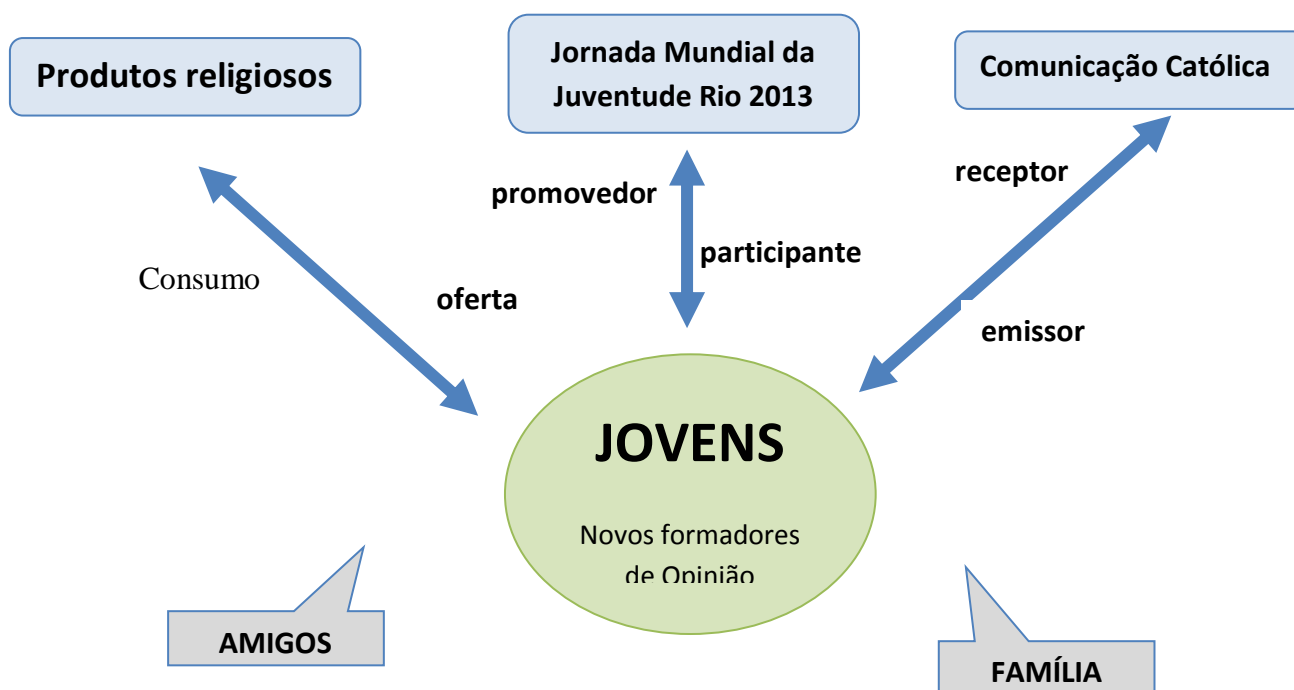 Produtos religiosos
Jornada Mundial da
Juventude Rio 2013
Comunicação Católica
promovedor
receptor
participante
Consumo
oferta
emissor
JOVENS
Novos formadores
de Opinião
AMIGOS
FAMÍLIA